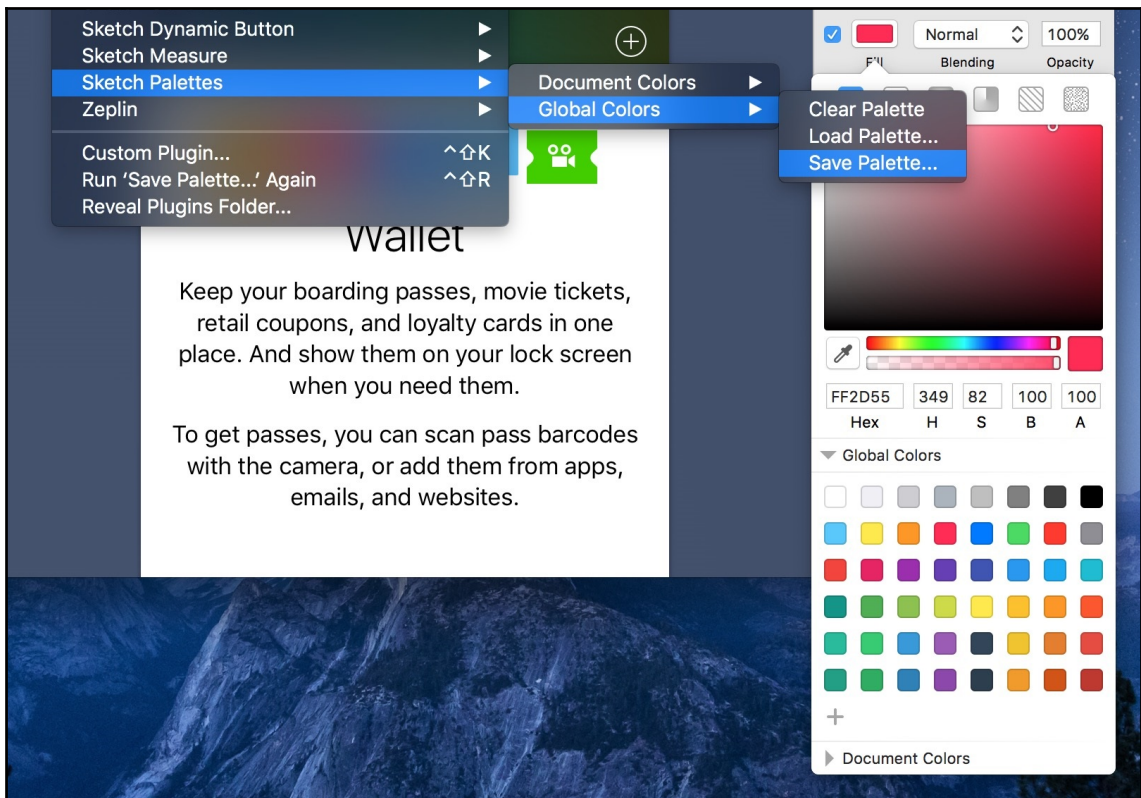 Sketch Dynamic Button
Sketch Measure
Sketch Palettes
Zeplin
Custom Plugin... ^⇧K
Run ‘Save Palette...’ Again ^⇧R
Reveal Plugins Folder...
Document Colors
Global Colors
Clear Palette
Load Palette...
Save Palette...
Wallet
Keep your boarding passes, movie tickets,
retail coupons, and loyalty cards in one
place. And show them on your lock screen
when you need them.
To get passes, you can scan pass barcodes
with the camera, or add them from apps,
emails, and websites.
Normal 100%
Fill Blending Opacity
FF2D55 349 82 100 100
Hex H S B A
Global Colors
Document Colors